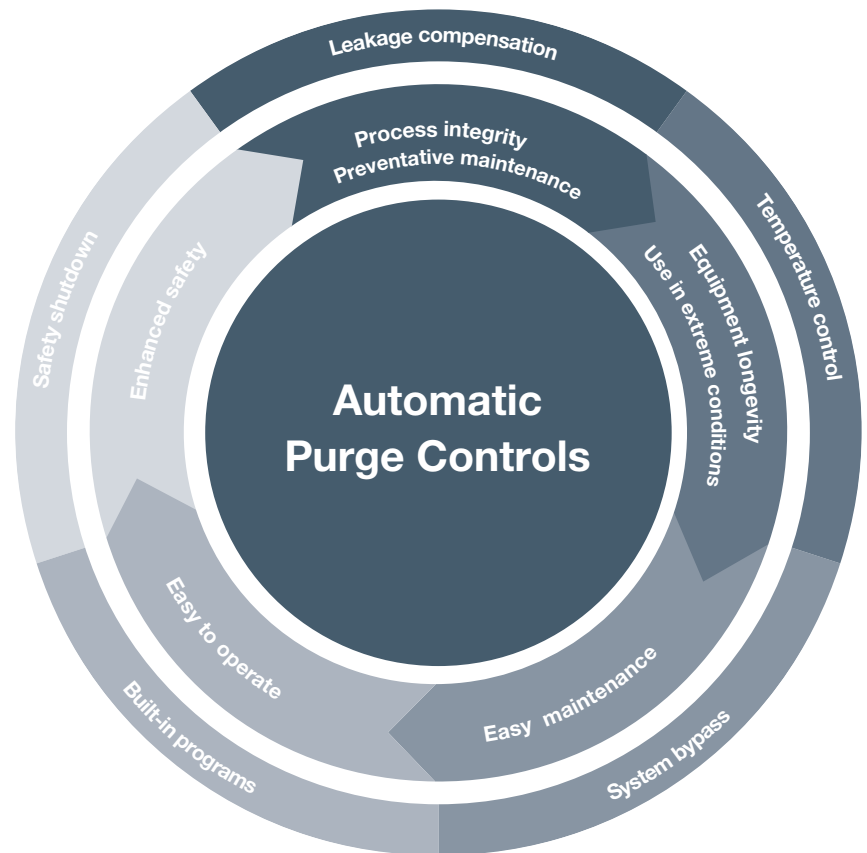 Leakage compensation
Process integrity
Preventative maintenance
Temperature control
Equipment longevity
Use in extreme conditions
System bypass
Easy maintenance
Built-in programs
Easy to operate
Safety shutdown
Enhanced safety
Automatic
Purge Controls